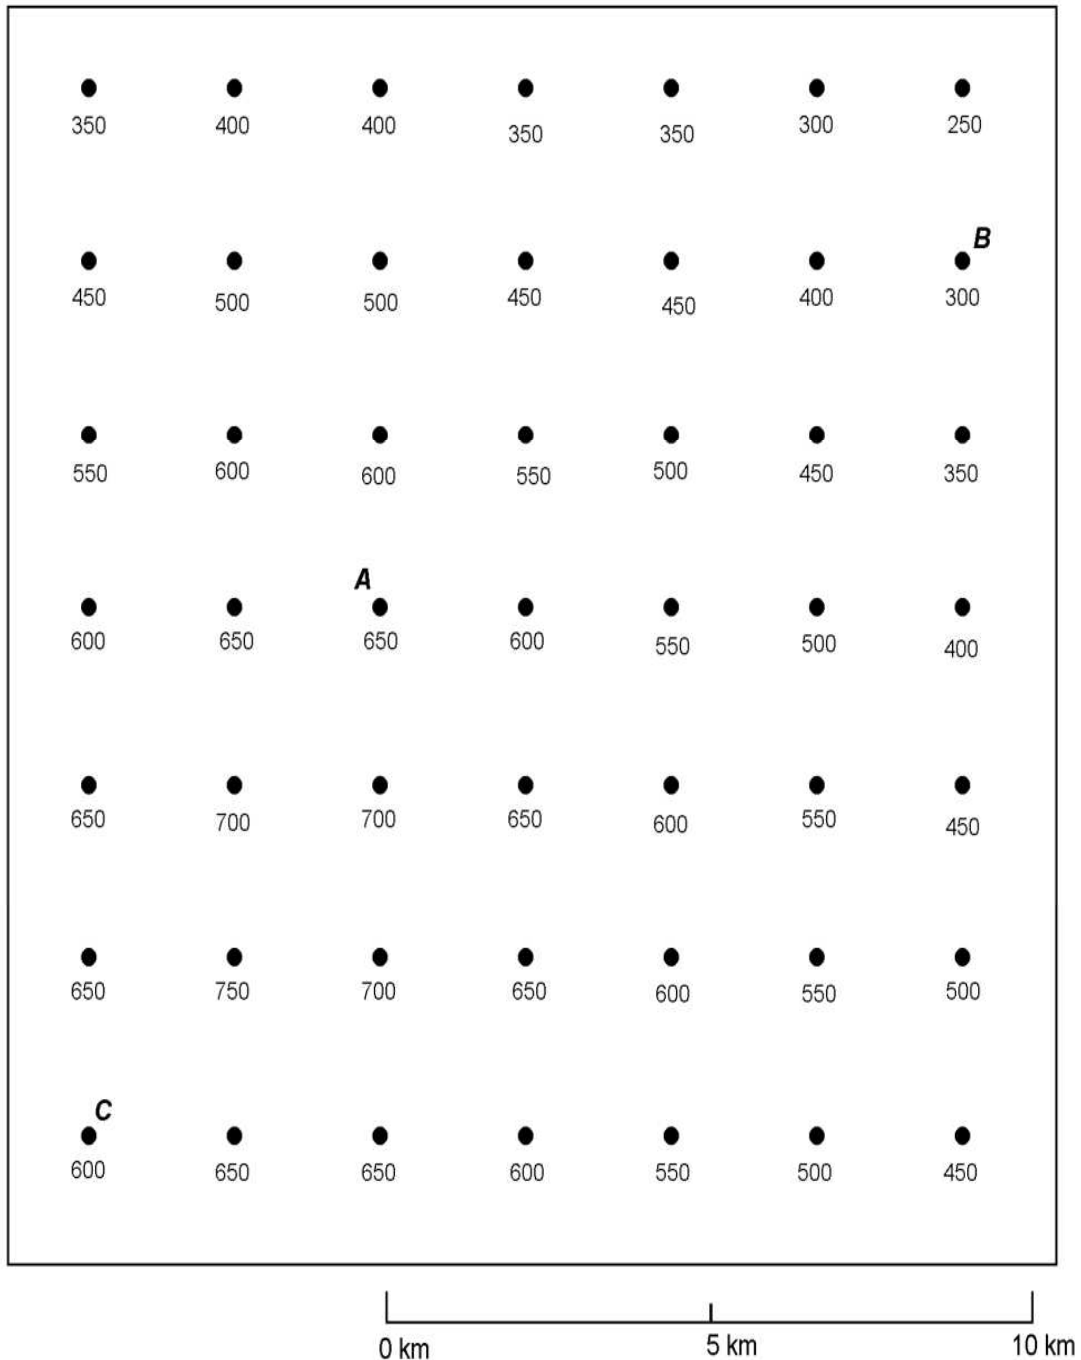 350 400 400 350 350 300 250
B
450 500 500 450 450 400 300
550 600 600 550 500 450 350
A
600 650 650 600 550 500 400
650 700 700 650 600 550 450
650 750 700 650 600 550 500
C
600 650 650 600 550 500 450
0 km 5 km 10 km